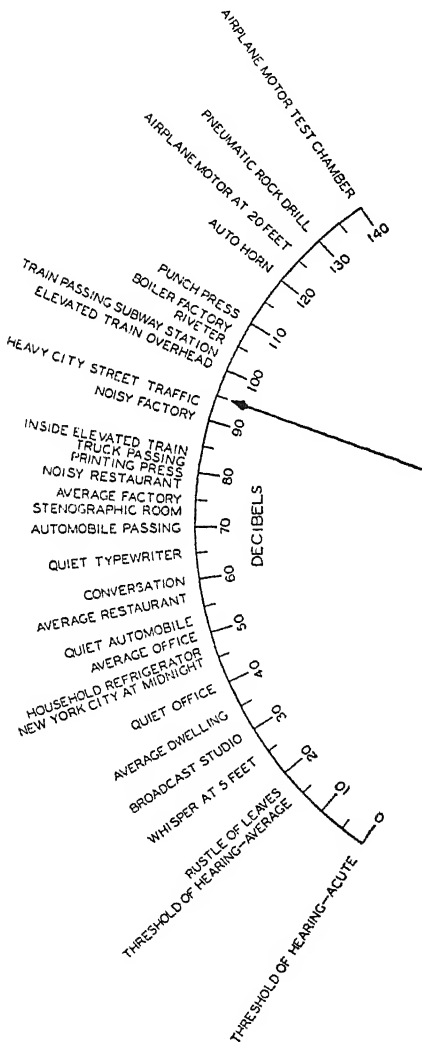 AIRPLANE MOTOR TEST CHAMBER
PNEUMATIC ROCK DRILL
AIRPLANE MOTOR AT 20 FEET
AUTO HORN
PUNCH PRESS
BOILER FACTORY
RIVETER
TRAIN PASSING SUBWAY STATION
ELEVATED TRAIN OVERHEAD
HEAVY CITY STREET TRAFFIC
NOISY FACTORY
INSIDE ELEVATED TRAIN
TRUCK PASSING
PRINTING PRESS
NOISY RESTAURANT
AVERAGE FACTORY
STENOGRAPHIC ROOM
AUTOMOBILE PASSING
QUIET TYPEWRITER
CONVERSATION
AVERAGE RESTAURANT
QUIET AUTOMOBILE
AVERAGE OFFICE
HOUSEHOLD REFRIGERATOR
NEW YORK CITY AT MIDNIGHT
QUIET OFFICE
AVERAGE DWELLING
BROADCAST STUDIO
WHISPER AT 5 FEET
RUSTLE OF LEAVES
THRESHOLD OF HEARING—AVERAGE
THRESHOLD OF HEARING—ACUTE
140
130
120
110
100
90
80
70
60
50
40
30
20
10
0
DECIBELS